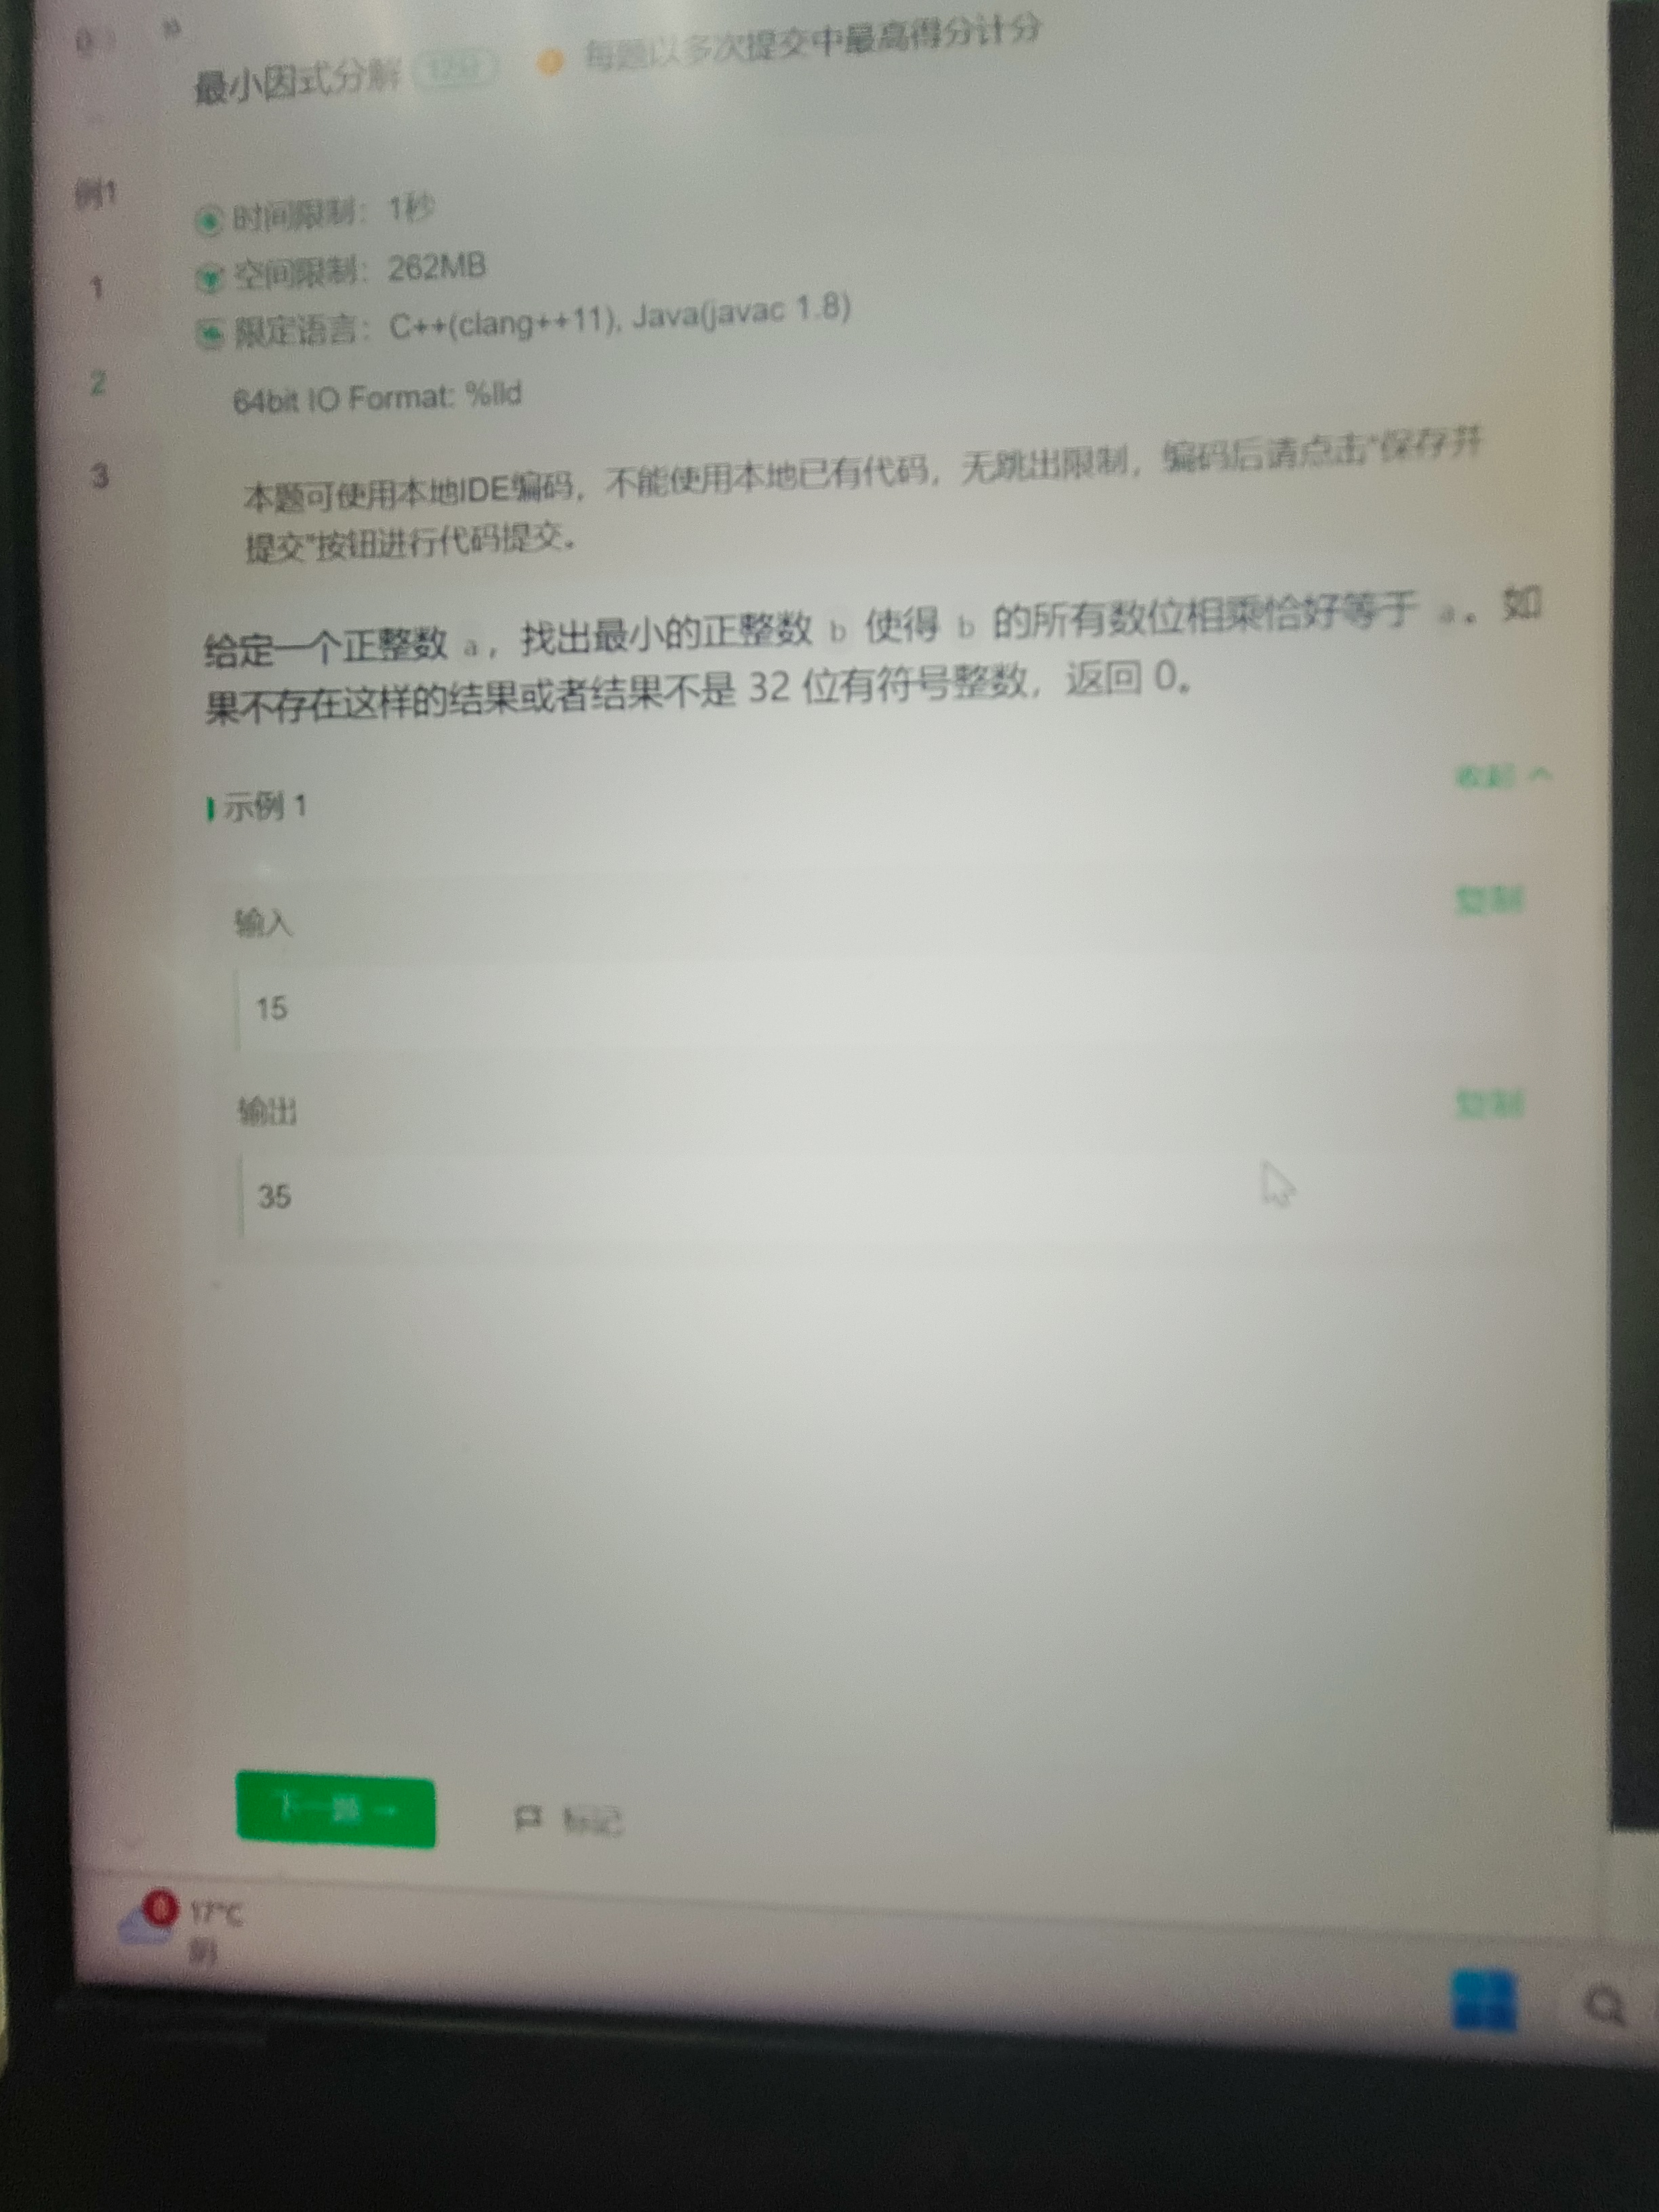 最小因式分解 12分 每题以多次提交中最高得分计分
例1
时间限制：1秒
1
空间限制：262MB
限定语言：C++(clang++11), Java(javac 1.8)
2
64bit IO Format: %lld
3
本题可使用本地IDE编码，不能使用本地已有代码，无跳出限制，编码后请点击"保存并
提交"按钮进行代码提交。
给定一个正整数 a，找出最小的正整数 b 使得 b 的所有数位相乘恰好等于 a。如
果不存在这样的结果或者结果不是 32 位有符号整数，返回 0。
示例 1
收起
输入
复制
15
输出
复制
35
下一题 →
标记
17°C
阴